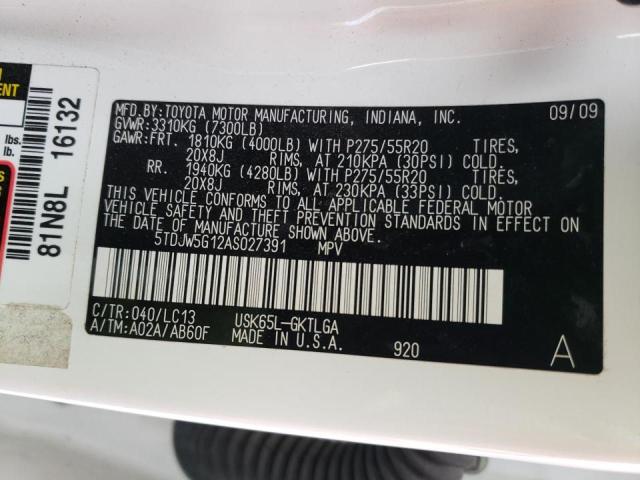 MFD.BY:TOYOTA MOTOR MANUFACTURING, INDIANA, INC. 09/09
GVWR:3310KG (7300LB)
GAWR:FRT. 1810KG (4000LB) WITH P275/55R20 TIRES,
20X8J RIMS, AT 210KPA (30PSI) COLD.
RR. 1940KG (4280LB) WITH P275/55R20 TIRES,
20X8J RIMS, AT 230KPA (33PSI) COLD.
THIS VEHICLE CONFORMS TO ALL APPLICABLE FEDERAL MOTOR
VEHICLE SAFETY AND THEFT PREVENTION STANDARDS IN EFFECT ON
THE DATE OF MANUFACTURE SHOWN ABOVE.
5TDJW5G12AS027391 MPV
C/TR:040/LC13 USK65L-GKTLGA
A/TM:A02A/AB60F MADE IN U.S.A. 920 A
81N8L 16132
lbs.
lb.